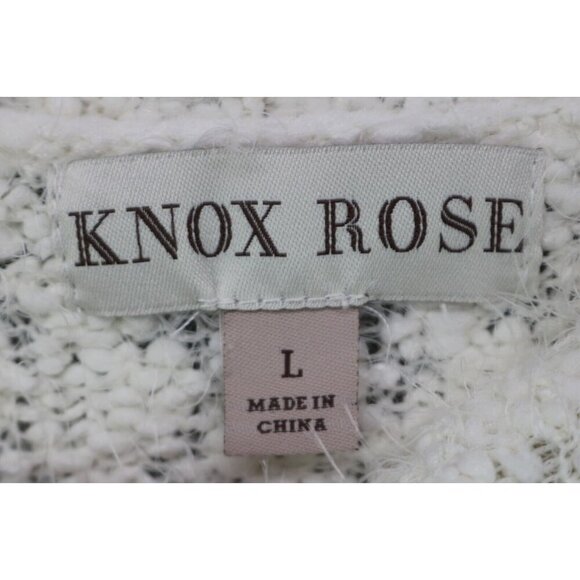 KNOX ROSE
L
MADE IN
CHINA